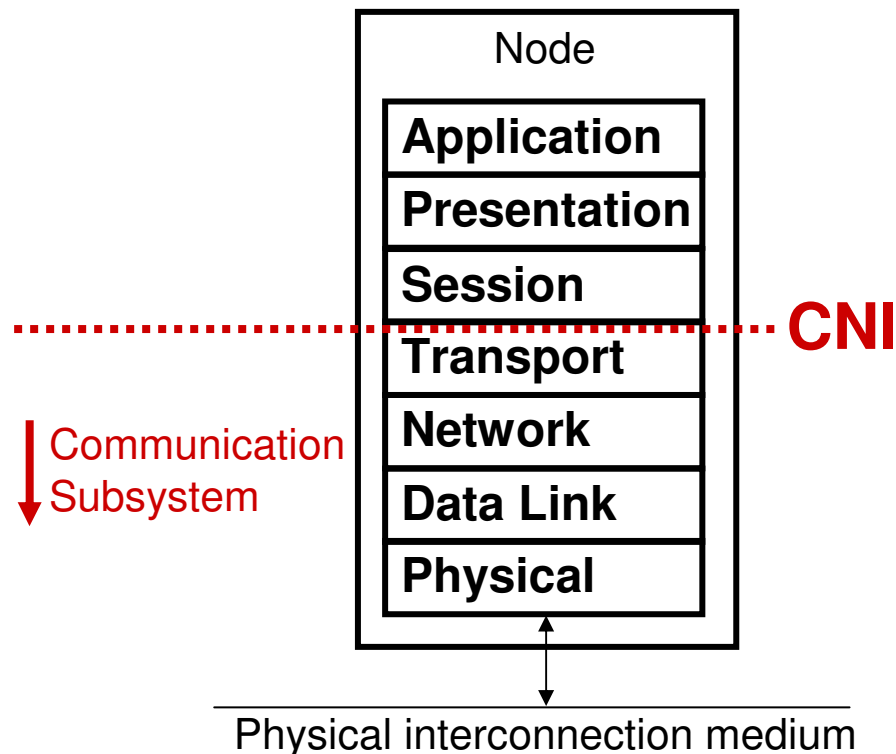 Node
Application
Presentation
Session
CNI
Transport
Network
Communication
Subsystem
Data Link
Physical
Physical interconnection medium